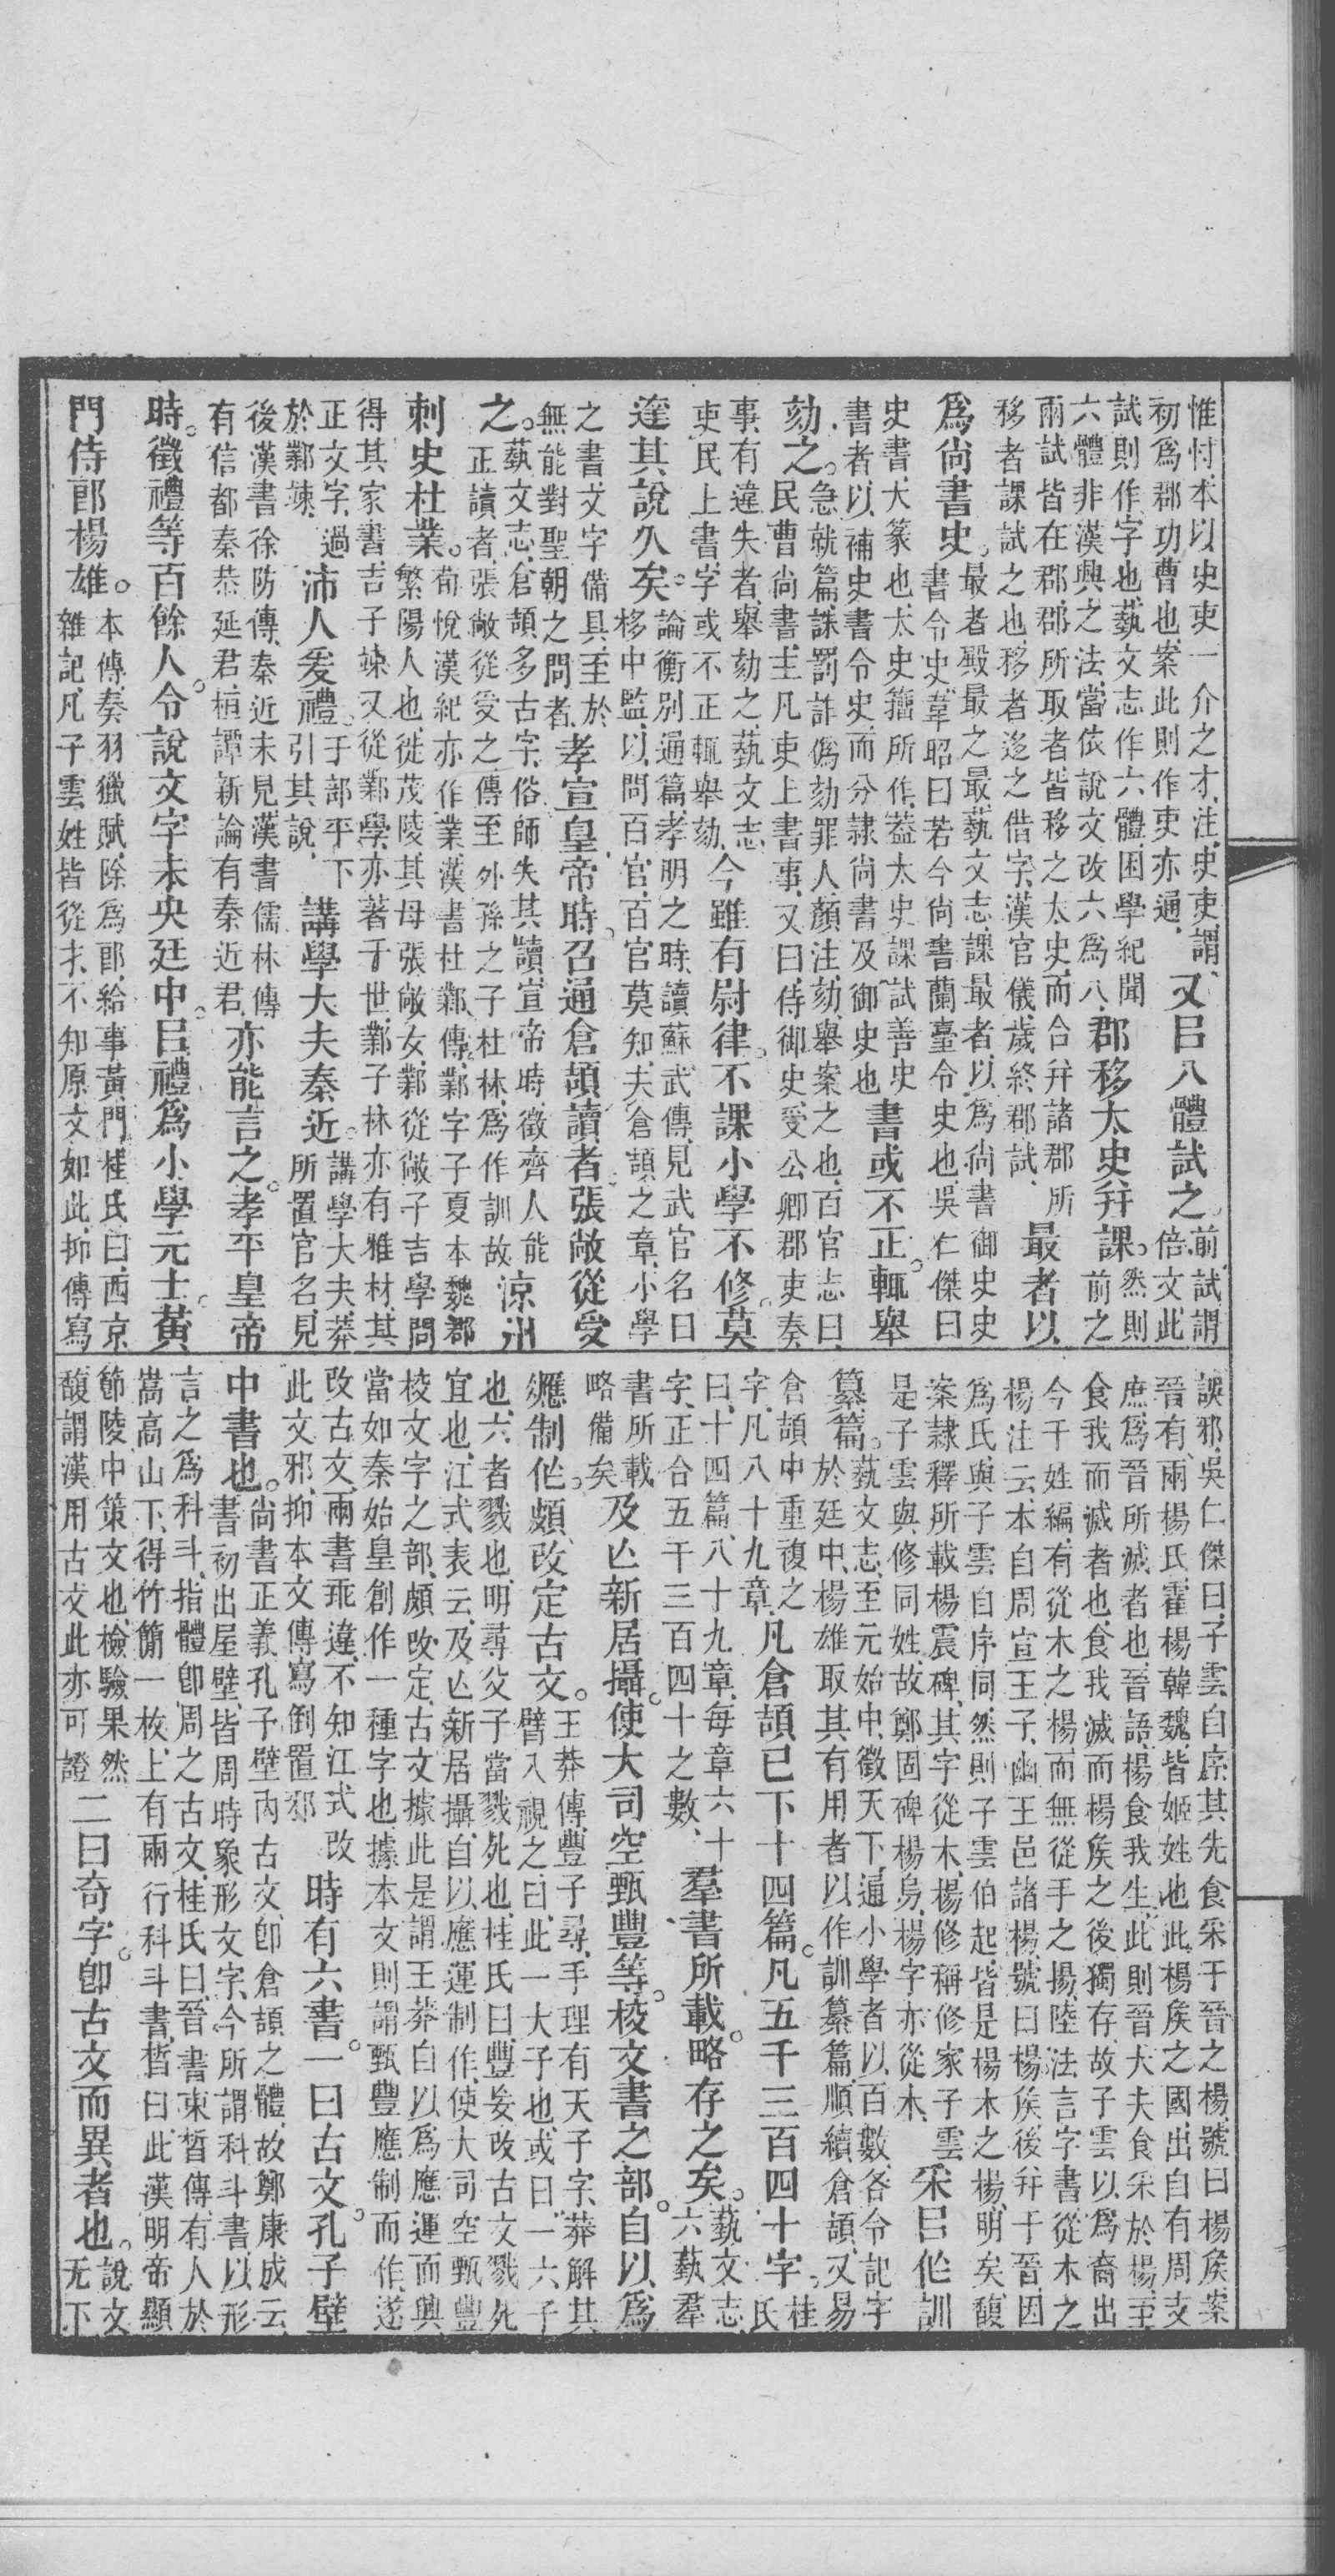 惟忖、本以史吏一介之才、注、史吏、謂、
初爲郡功曹也、案此則作吏亦通、
又㠯八體試之。
前試謂
倍文、此
試則作字也、藝文志作六體、困學紀聞
六體非漢興之法、當依說文改六爲八、
郡移太史幷課。
然則
前之
兩試皆在郡、郡所取者、皆移之太史、而合幷諸郡所
移者課試之也、移者迻之借字、漢官儀、歲終郡試、
最者以
爲尚書史。
最者殿最之最、藝文志、課最者、以爲尚書御史史
書令史、韋昭曰、若今尚書蘭臺令史也、吳仁傑曰
史書、大篆也、太史籀所作、葢太史課試善史
書者、以補史書令史、而分隷尚書及御史也
書或不正。輒舉
劾之。
急就篇、誅罰詐僞劾罪人、顏注、劾、舉案之也、百官志曰、
民曹尚書、主凡吏上書事、又曰、侍御史、受公卿郡吏奏
事、有違失者、舉劾之、藝文志、
吏民上書、字或不正、輒舉劾、
今雖有尉律。不課。小學不修。莫
達其說久矣。
論衡別通篇、孝明之時、讀蘇武傳、見武官名曰
栘中監、以問百官、百官莫知、夫倉頡之章、小學
之書、文字備具、至於
無能對聖朝之問者、
孝宣皇帝時。召通倉頡讀者。張敞從受
之。
藝文志、倉頡多古字、俗師失其讀、宣帝時、徵齊人能
正讀者、張敞從受之、傳至外孫之子杜林、爲作訓故
涼州
刺史杜業。
荀悅漢紀亦作業、漢書杜鄴傳、鄴字子夏、本魏郡
繁陽人也、徙茂陵、其母張敞女、鄴從敞子吉學問
得其家書、吉子竦、又從鄴學、亦著于世、鄴子林亦有雅材、其
正文字、過
於鄴竦、
沛人爰禮。
于部平下
引其說、
講學大夫秦近。
講學大夫、莽
所置官名、見
後漢書徐防傳、秦近未見、漢書儒林傳
有信都秦恭延君、桓譚新論有秦近君、
亦能言之。孝平皇帝
時。徵禮等百餘人。令說文字未央廷中。㠯禮爲小學元士。黃
門侍郎楊雄。
本傳、奏羽獵賦、除爲郎、給事黃門、桂氏曰、西京
雜記、凡子雲姓皆從才、不知原文如此、抑傳寫
誤邪、吳仁傑曰、子雲自序其先食采于晉之楊、號曰楊矦、案
晉有兩楊氏、霍楊韓魏、皆姬姓也、此楊矦之國、出自有周支
庶、爲晉所滅者也、晉語、楊食我生、此則晉大夫食采於楊、至
食我而滅者也、食我滅而楊矦之後獨存、故子雲以爲裔出
今千姓編、有從木之楊、而無從手之揚、陸法言字書、從木之
楊注云、本自周宣王子、幽王邑諸楊、號曰楊矦、後幷于晉、因
爲氏、與子雲自序同、然則子雲伯起、皆是楊木之楊、明矣、馥
案隸釋所載楊震碑、其字從木、楊修稱修家子雲、
是子雲與修同姓、故鄭固碑楊烏、楊字亦從木、
采㠯作訓
纂篇。
藝文志、至元始中、徵天下通小學者以百數、各令記字
於廷中、楊雄取其有用者、以作訓纂篇、順續倉頡、又易
倉頡中重復之
字、凡八十九章、
凡倉頡已下十四篇。凡五千三百四十字。
桂氏
曰、十四篇、八十九章、每章六十
字、正合五千三百四十之數、
羣書所載。略存之矣。
藝文志、
六藝羣
書所載
略備矣
及亾新居攝。使大司空甄豐等。校文書之部。自以爲
應制作。頗改定古文。
王莽傳、豐子尋、手理有天子字、莽解其
臂入視之、曰、此一大子也、或曰、一六子
也、六者戮也、明尋父子當戮死也、桂氏曰、豐妄改古文、戮死
宜也、江式表云、及亾新居攝、自以應運制作、使大司空甄豐
校文字之部、頗改定古文、據此、是謂王莽自以爲應運而興
當如秦始皇創作一種字也、據本文、則謂甄豐應制而作、遂
改古文、兩書乖違、不知江式改
此文邪、抑本文傳寫倒置邪
時有六書。一曰古文。孔子壁
中書也。
尚書正義、孔子壁內古文、卽倉頡之體、故鄭康成云、
書初出屋壁、皆周時象形文字、今所謂科斗書、以形
言之爲科斗、指體卽周之古文、桂氏曰、晉書束皙傳、有人於
嵩高山下、得竹簡一枚、上有兩行科斗書、皙曰、此漢明帝顯
節陵中策文也、檢驗果然
馥謂漢用古文、此亦可證
二曰奇字。卽古文而異者也。
說文
无下